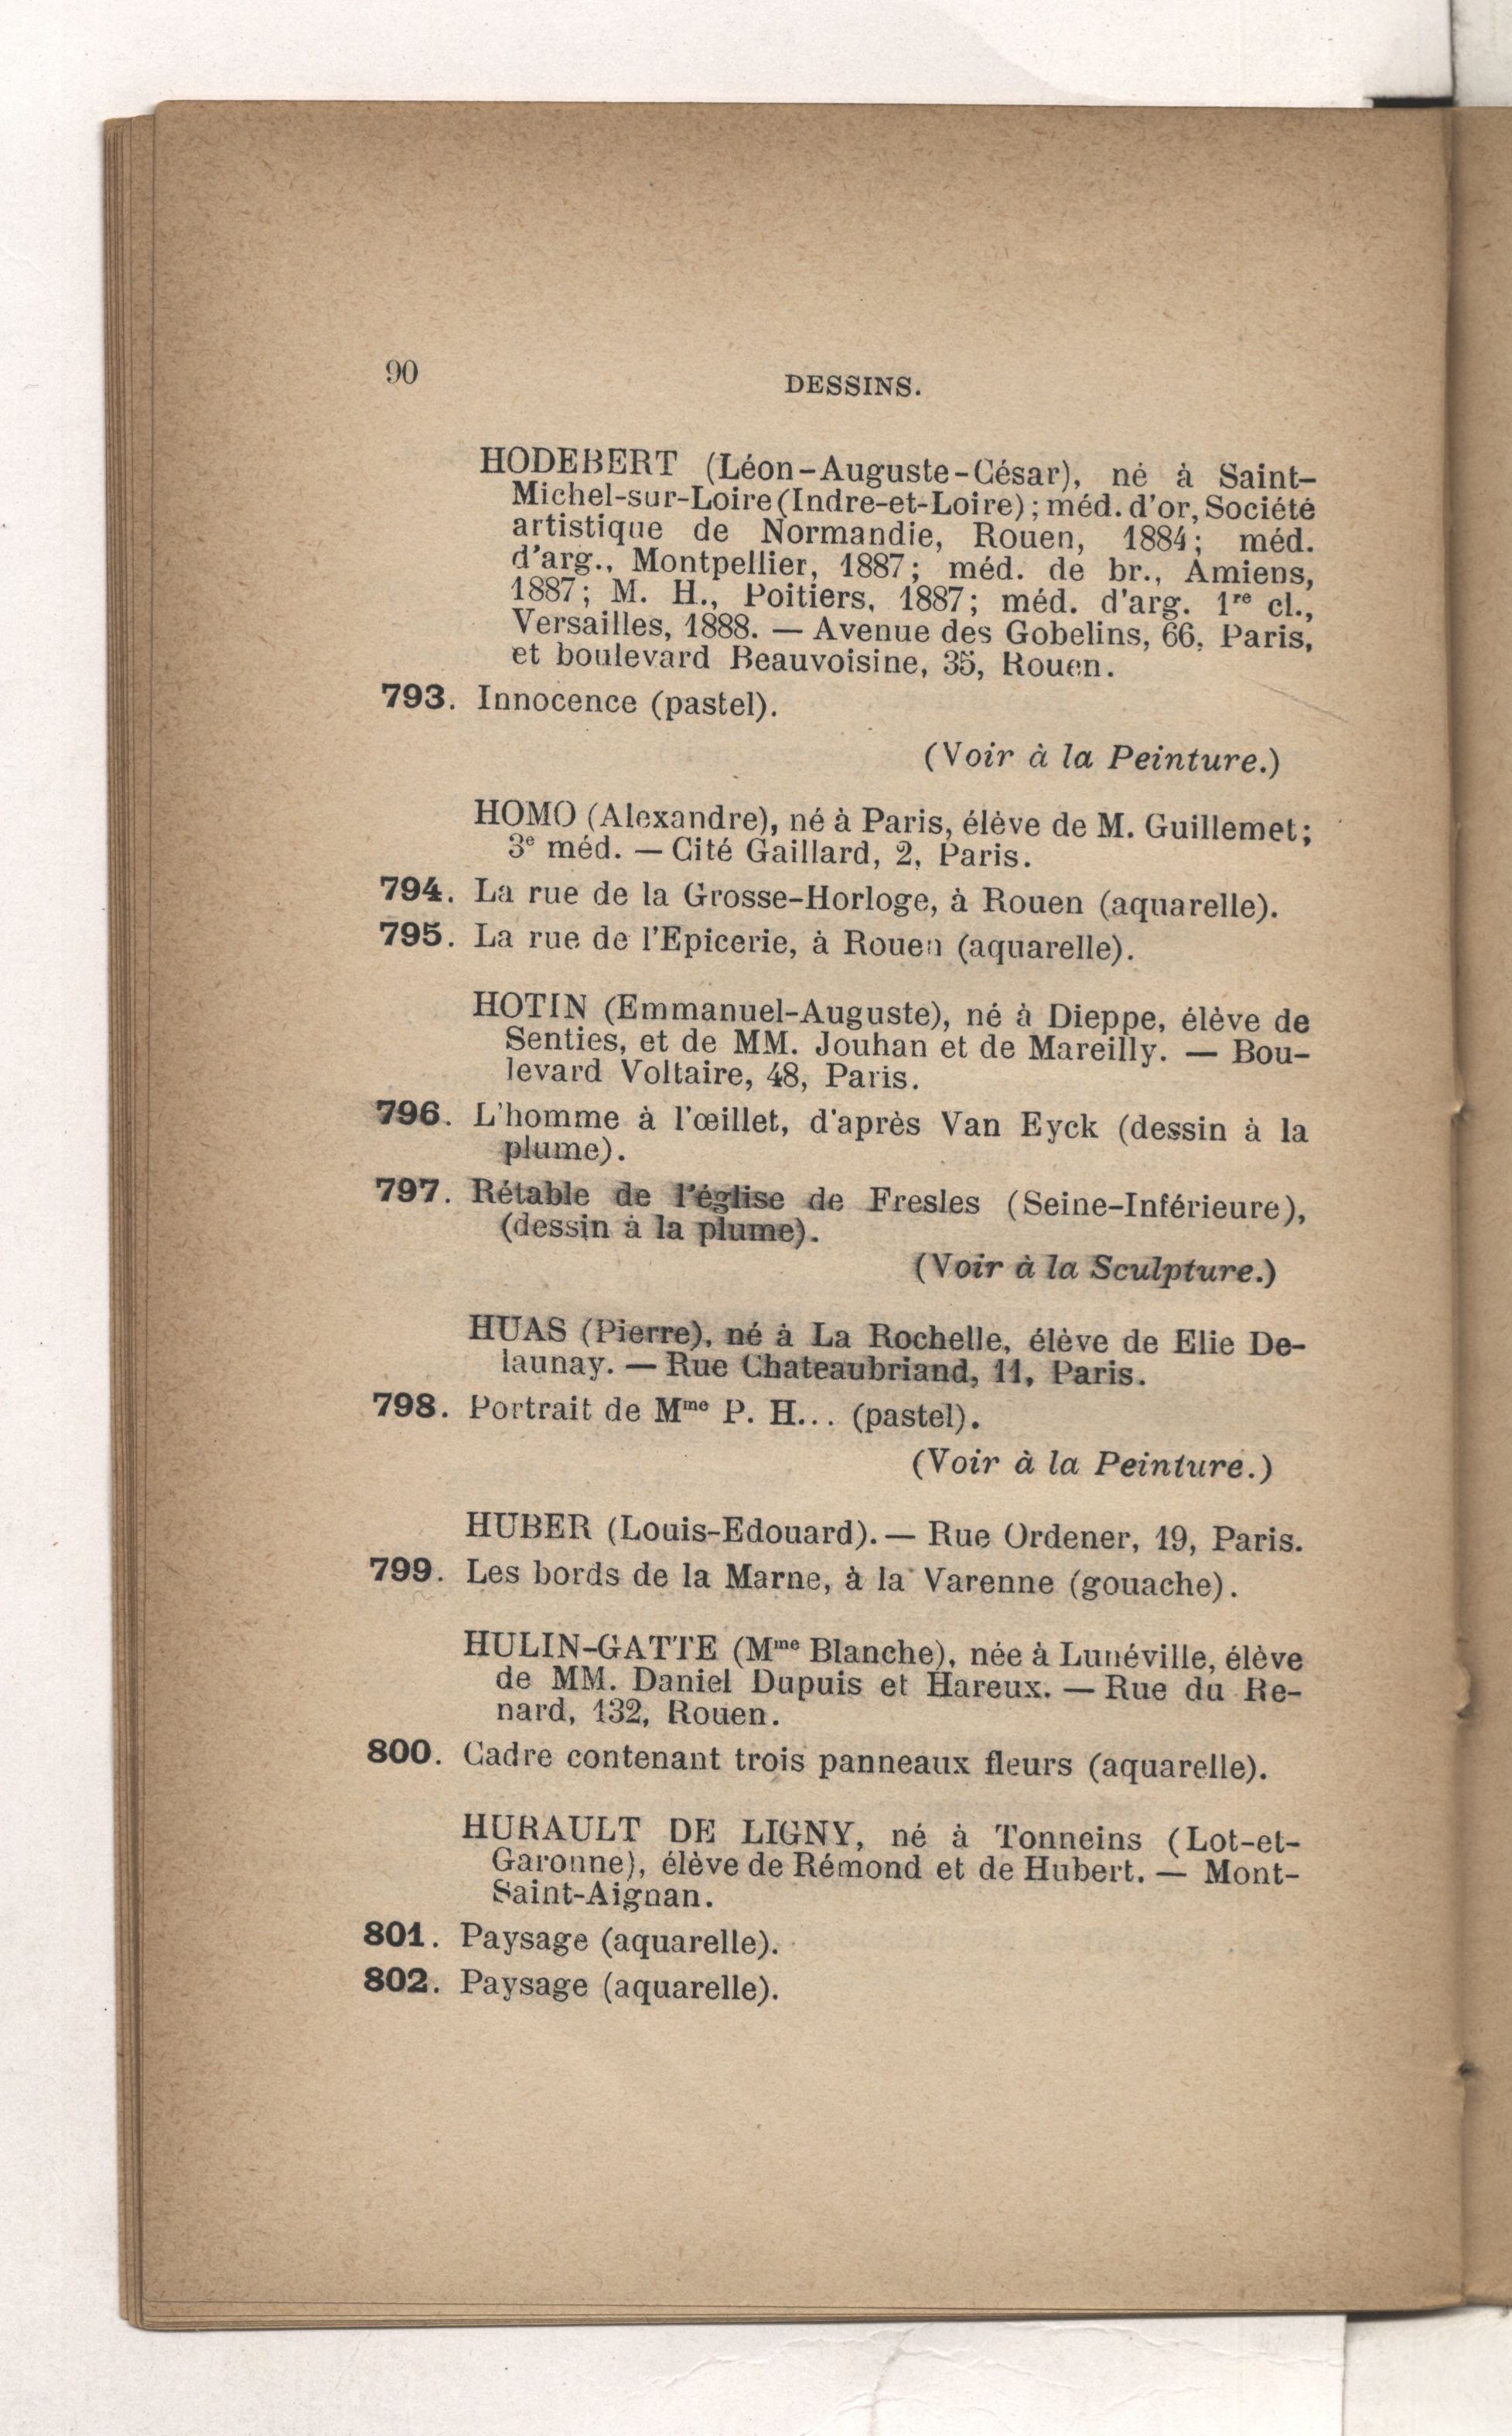 90
DESSINS.
HODEBERT (Léon-Auguste-César), né à Saint-
Michel-sur-Loire (Indre-et-Loire); méd. d'or, Société
artistique de Normandie, Rouen, 1884; méd.
d'arg., Montpellier, 1887; méd. de br., Amiens,
1887; M. H., Poitiers, 1887; méd. d'arg. 1re cl.,
Versailles, 1888. — Avenue des Gobelins, 66, Paris,
et boulevard Beauvoisine, 35, Rouen.
793. Innocence (pastel).
(Voir à la Peinture.)
HOMO (Alexandre), né à Paris, élève de M. Guillemet;
3e méd. — Cité Gaillard, 2, Paris.
794. La rue de la Grosse-Horloge, à Rouen (aquarelle).
795. La rue de l'Epicerie, à Rouen (aquarelle).
HOTIN (Emmanuel-Auguste), né à Dieppe, élève de
Senties, et de MM. Jouhan et de Mareilly. — Bou-
levard Voltaire, 48, Paris.
796. L'homme à l'œillet, d'après Van Eyck (dessin à la
plume).
797. Rétable de l'église de Fresles (Seine-Inférieure),
(dessin à la plume).
(Voir à la Sculpture.)
HUAS (Pierre), né à La Rochelle, élève de Elie De-
launay. — Rue Chateaubriand, 11, Paris.
798. Portrait de Mme P. H... (pastel).
(Voir à la Peinture.)
HUBER (Louis-Edouard). — Rue Ordener, 19, Paris.
799. Les bords de la Marne, à la Varenne (gouache).
HULIN-GATTE (Mme Blanche), née à Lunéville, élève
de MM. Daniel Dupuis et Hareux. — Rue du Re-
nard, 132, Rouen.
800. Cadre contenant trois panneaux fleurs (aquarelle).
HURAULT DE LIGNY, né à Tonneins (Lot-et-
Garonne), élève de Rémond et de Hubert. — Mont-
Saint-Aignan.
801. Paysage (aquarelle).
802. Paysage (aquarelle).